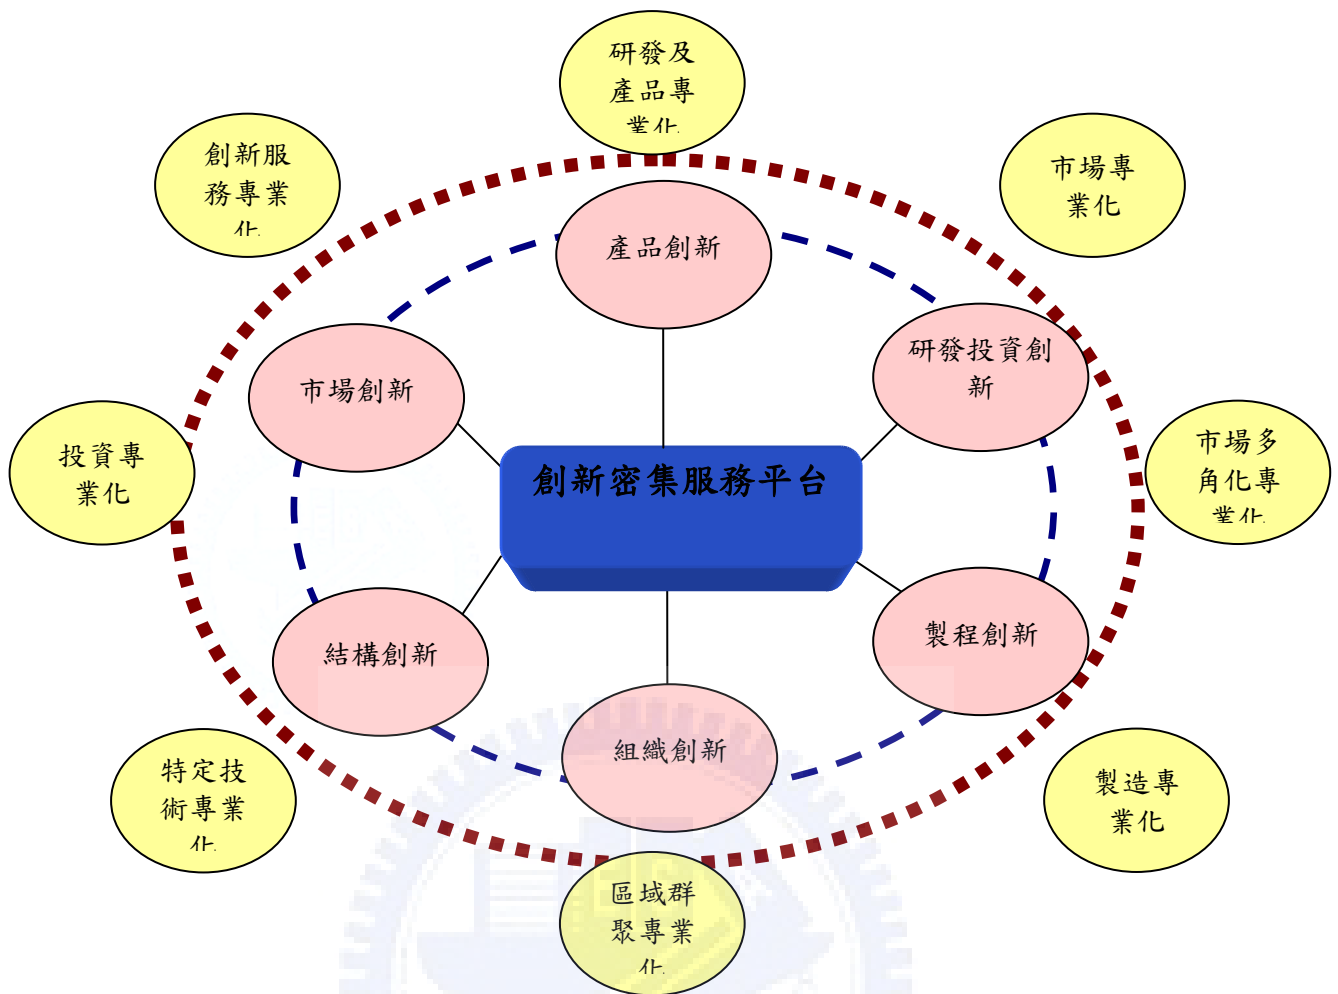 研發及
產品專
業化
創新服
務專業
化
市場專
業化
產品創新
研發投資創
新
市場創新
投資專
業化
市場多
角化專
業化
創新密集服務平台
結構創新
製程創新
組織創新
特定技
術專業
化
製造專
業化
區域群
聚專業
化